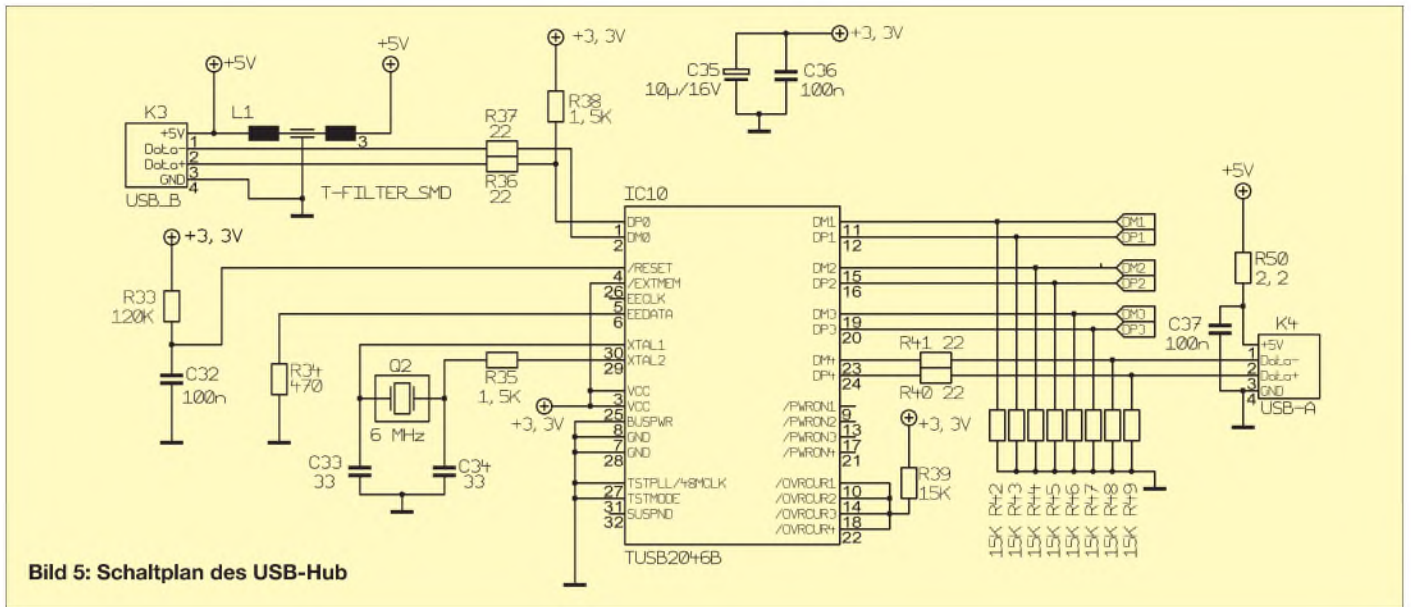 +5V
+5V
+3,3V
+3,3V
K3
L1
+5V
1
Data-
2
Data+
3
GND
4
USB_B
3
T-FILTER_SMD
R37
22
R36
22
R38
1,5K
C35
10µ/16V
C36
100n
+3,3V
R33
120K
C32
100n
R34
470
Q2
6 MHz
R35
1,5K
C33
33
C34
33
+3,3V
IC10
DP0
1
DM0
2
/RESET
4
/EXTMEM
26
EECLK
5
EEDATA
6
XTAL1
30
XTAL2
29
VCC
3
VCC
25
BUSPWR
8
GND
7
GND
28
TSTPLL/48MCLK
27
TSTMODE
31
SUSPND
32
DM1
11
DP1
12
DM2
15
DP2
16
DM3
19
DP3
20
DM4
23
DP4
24
/PWRON1
9
/PWRON2
13
/PWRON3
17
/PWRON4
21
/OVRCUR1
10
/OVRCUR2
14
/OVRCUR3
18
/OVRCUR4
22
TUSB2046B
DM1
DP1
DM2
DP2
DM3
DP3
R41 22
R40 22
+3,3V
R39
15K
15K R42
15K R43
15K R44
15K R45
15K R46
15K R47
15K R48
15K R49
+5V
R50
2,2
C37
100n
K4
+5V
1
Data-
2
Data+
3
GND
4
USB-A
Bild 5: Schaltplan des USB-Hub